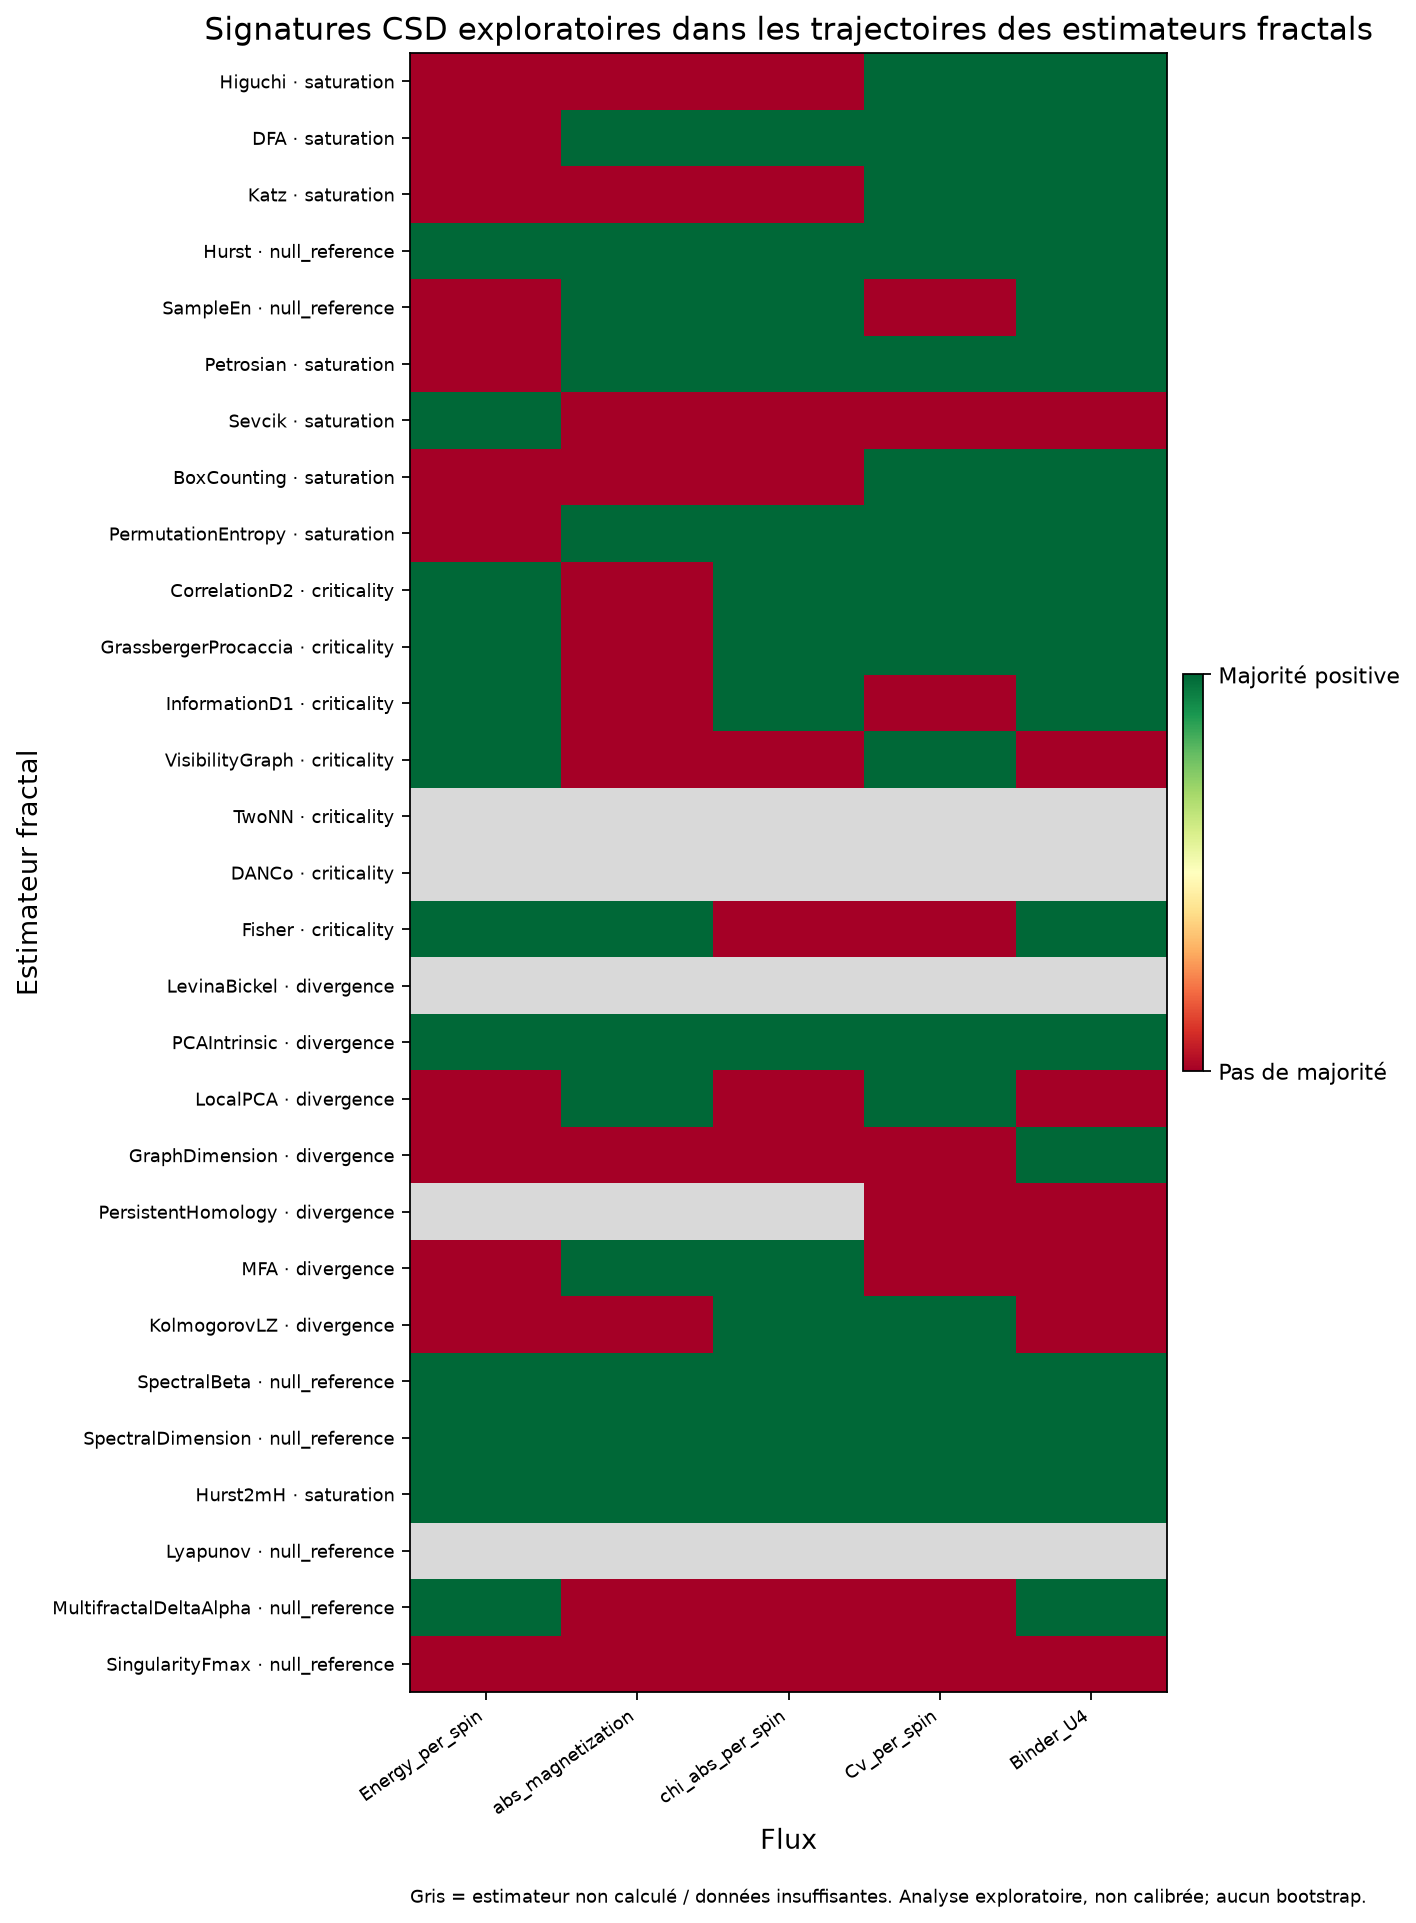 Signatures CSD exploratoires dans les trajectoires des estimateurs fractals
Estimateur fractal
Higuchi · saturation
DFA · saturation
Katz · saturation
Hurst · null_reference
SampleEn · null_reference
Petrosian · saturation
Sevcik · saturation
BoxCounting · saturation
PermutationEntropy · saturation
CorrelationD2 · criticality
GrassbergerProcaccia · criticality
InformationD1 · criticality
VisibilityGraph · criticality
TwoNN · criticality
DANCo · criticality
Fisher · criticality
LevinaBickel · divergence
PCAIntrinsic · divergence
LocalPCA · divergence
GraphDimension · divergence
PersistentHomology · divergence
MFA · divergence
KolmogorovLZ · divergence
SpectralBeta · null_reference
SpectralDimension · null_reference
Hurst2mH · saturation
Lyapunov · null_reference
MultifractalDeltaAlpha · null_reference
SingularityFmax · null_reference
Majorité positive
Pas de majorité
Energy_per_spin
abs_magnetization
chi_abs_per_spin
Cv_per_spin
Binder_U4
Flux
Gris = estimateur non calculé / données insuffisantes. Analyse exploratoire, non calibrée; aucun bootstrap.